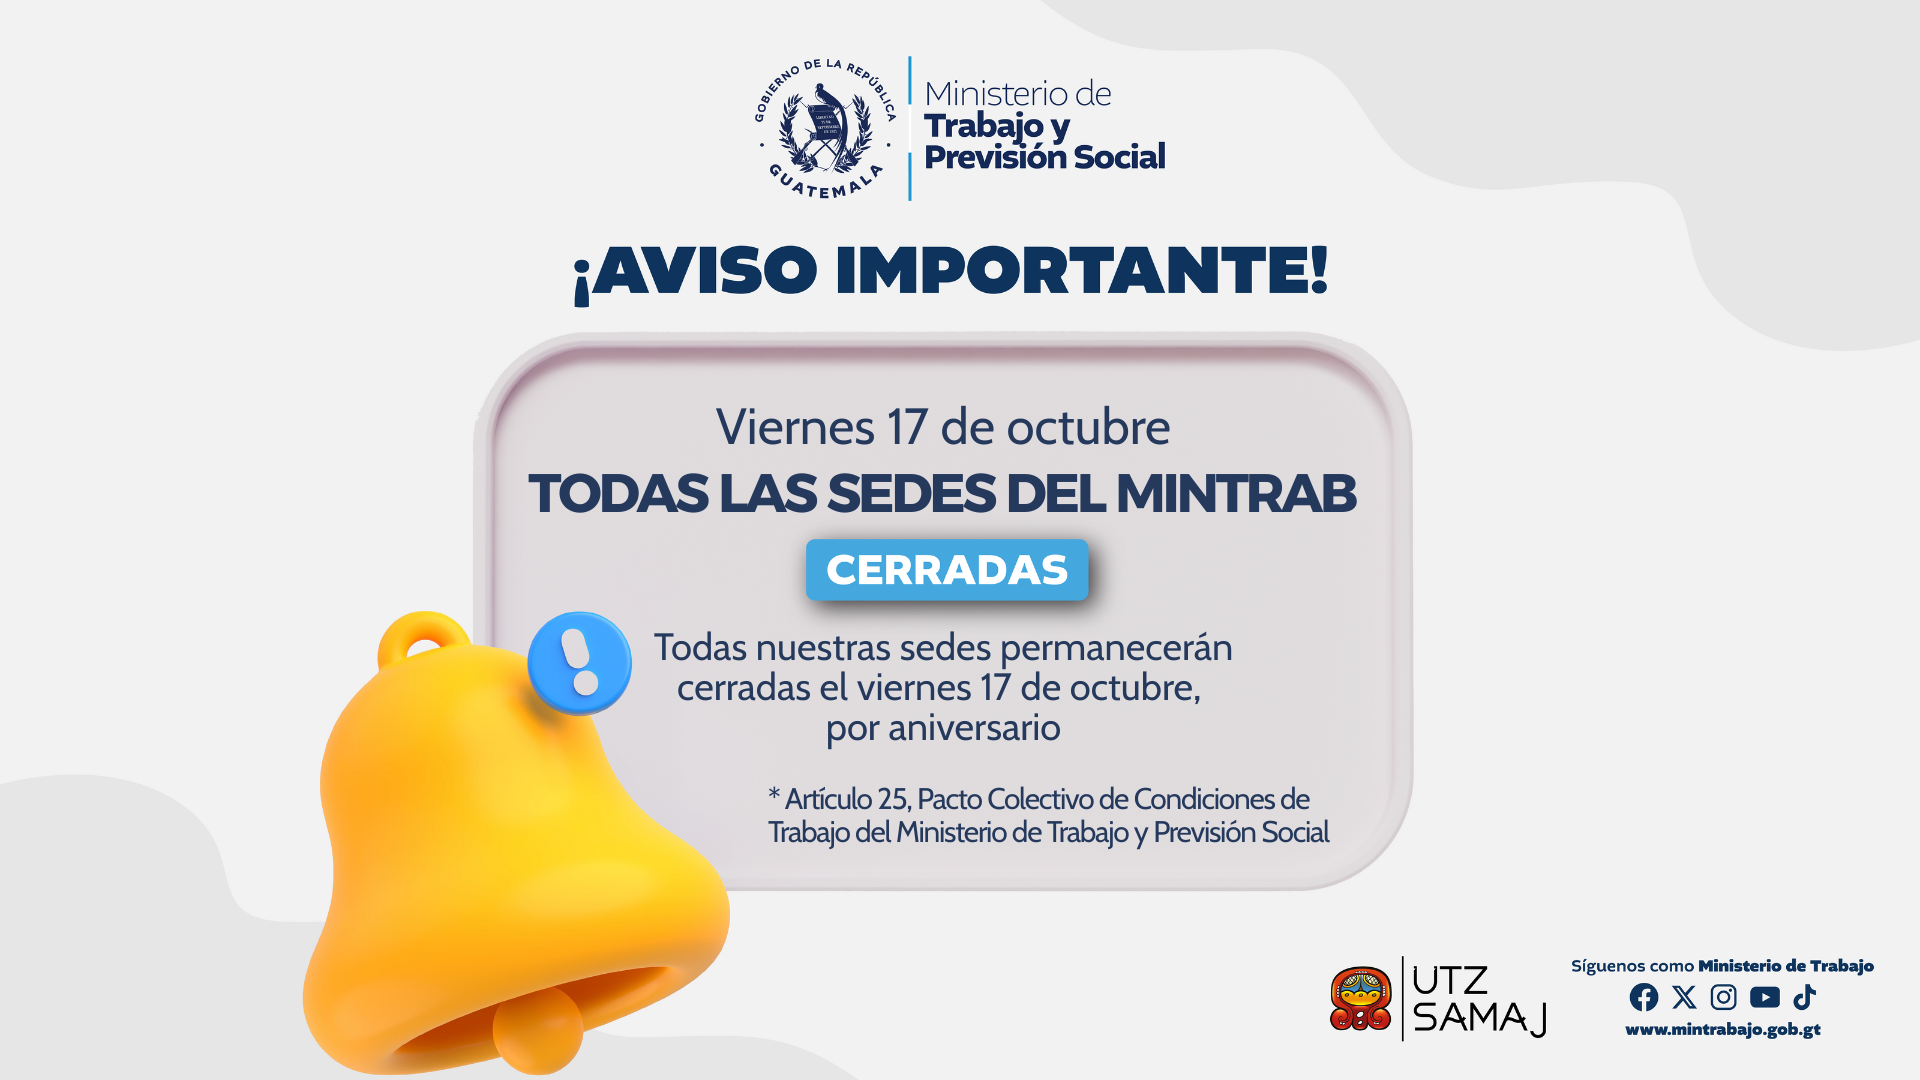 GOBIERNO DE LA REPÚBLICA
GUATEMALA
Ministerio de
Trabajo y
Previsión Social
¡AVISO IMPORTANTE!
Viernes 17 de octubre
TODAS LAS SEDES DEL MINTRAB
CERRADAS
Todas nuestras sedes permanecerán
cerradas el viernes 17 de octubre,
por aniversario
* Artículo 25, Pacto Colectivo de Condiciones de
Trabajo del Ministerio de Trabajo y Previsión Social
UTZ
SAMAJ
Síguenos como Ministerio de Trabajo
www.mintrabajo.gob.gt